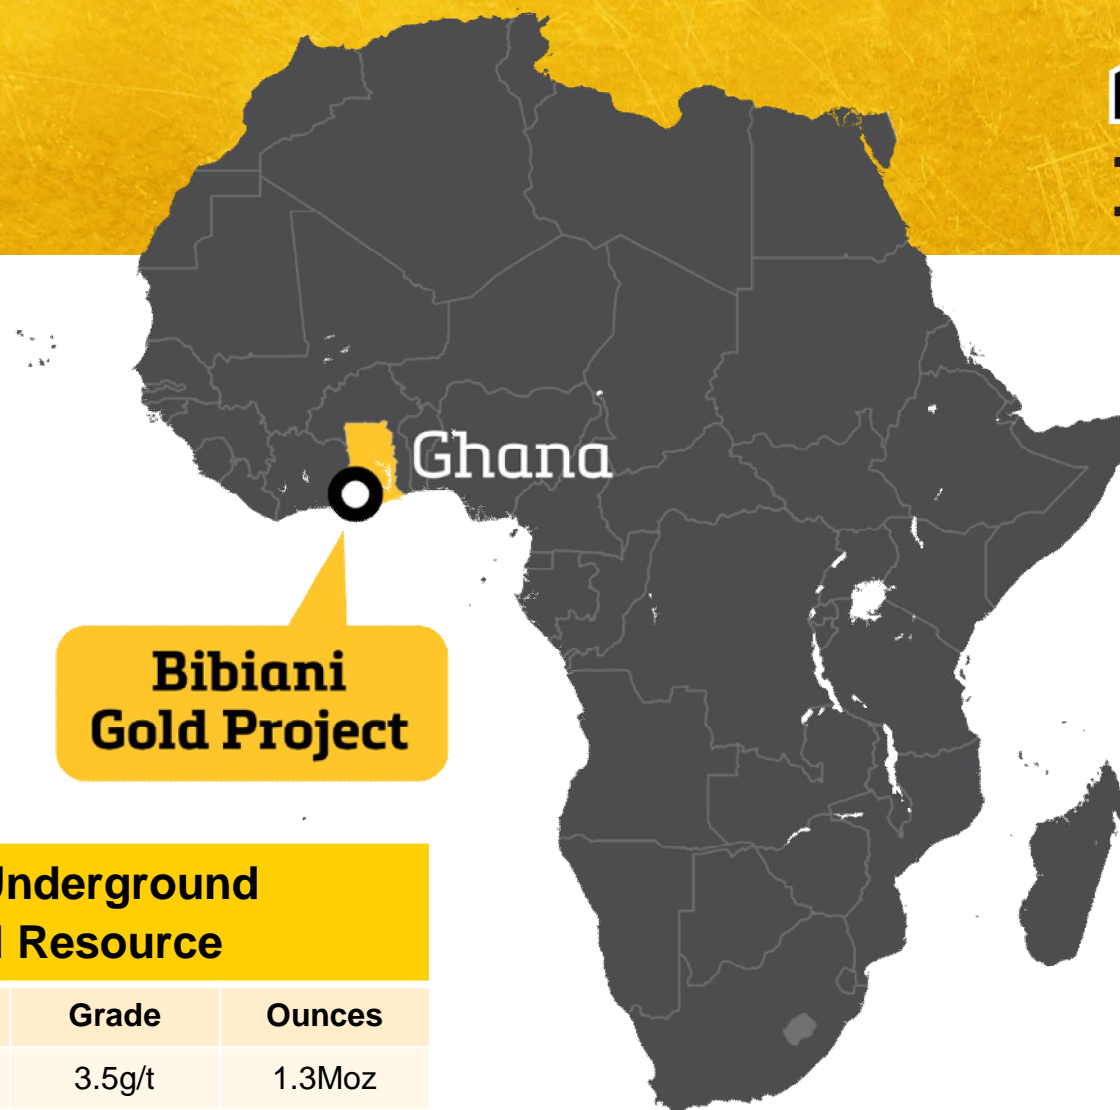 Ghana
Bibiani
Gold Project
Underground
Resource
Grade Ounces
3.5g/t 1.3Moz